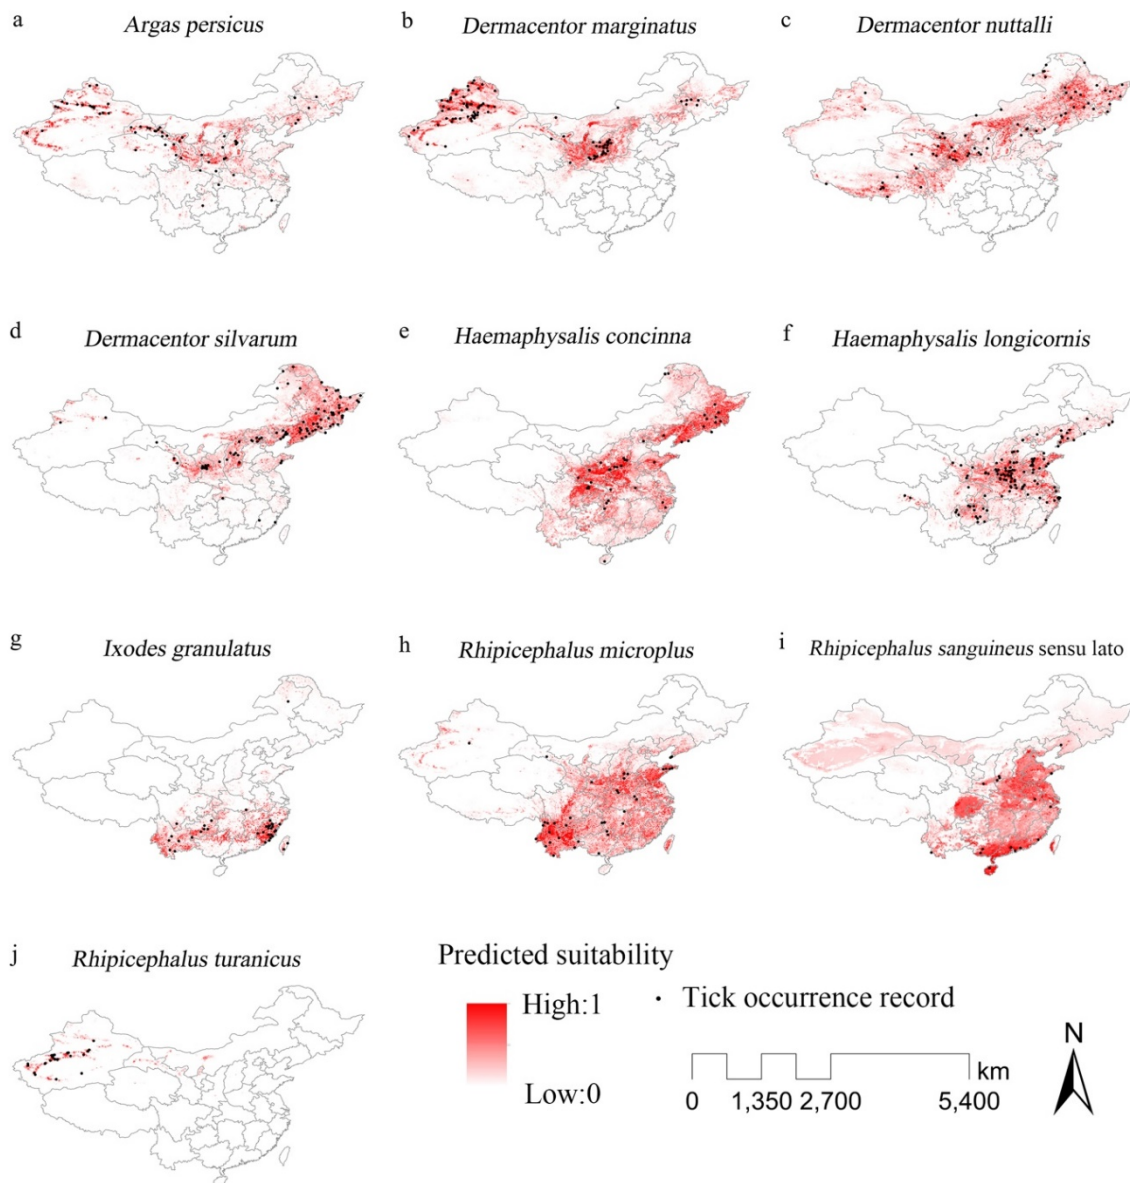 a Argas persicus
b Dermacentor marginatus
c Dermacentor nuttalli
d Dermacentor silvarum
e Haemaphysalis concinna
f Haemaphysalis longicornis
g Ixodes granulatus
h Rhipicephalus microplus
i Rhipicephalus sanguineus sensu lato
j Rhipicephalus turanicus
Predicted suitability
High:1
Low:0
Tick occurrence record
km
0 1,350 2,700 5,400
N